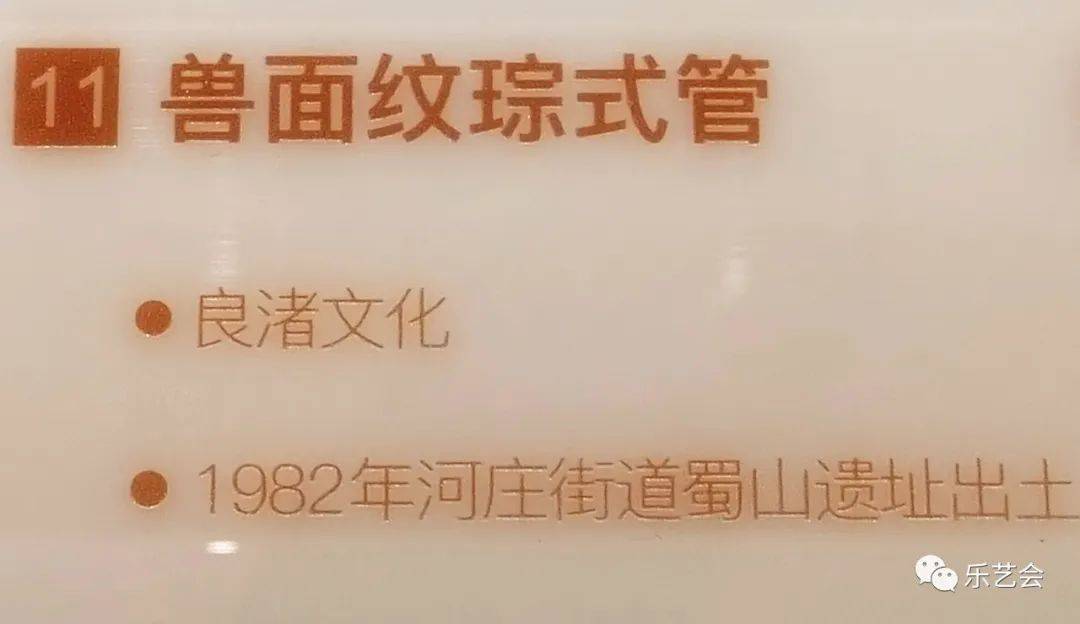 11 兽面纹琮式管
● 良渚文化
● 1982年河庄街道蜀山遗址出土
乐艺会